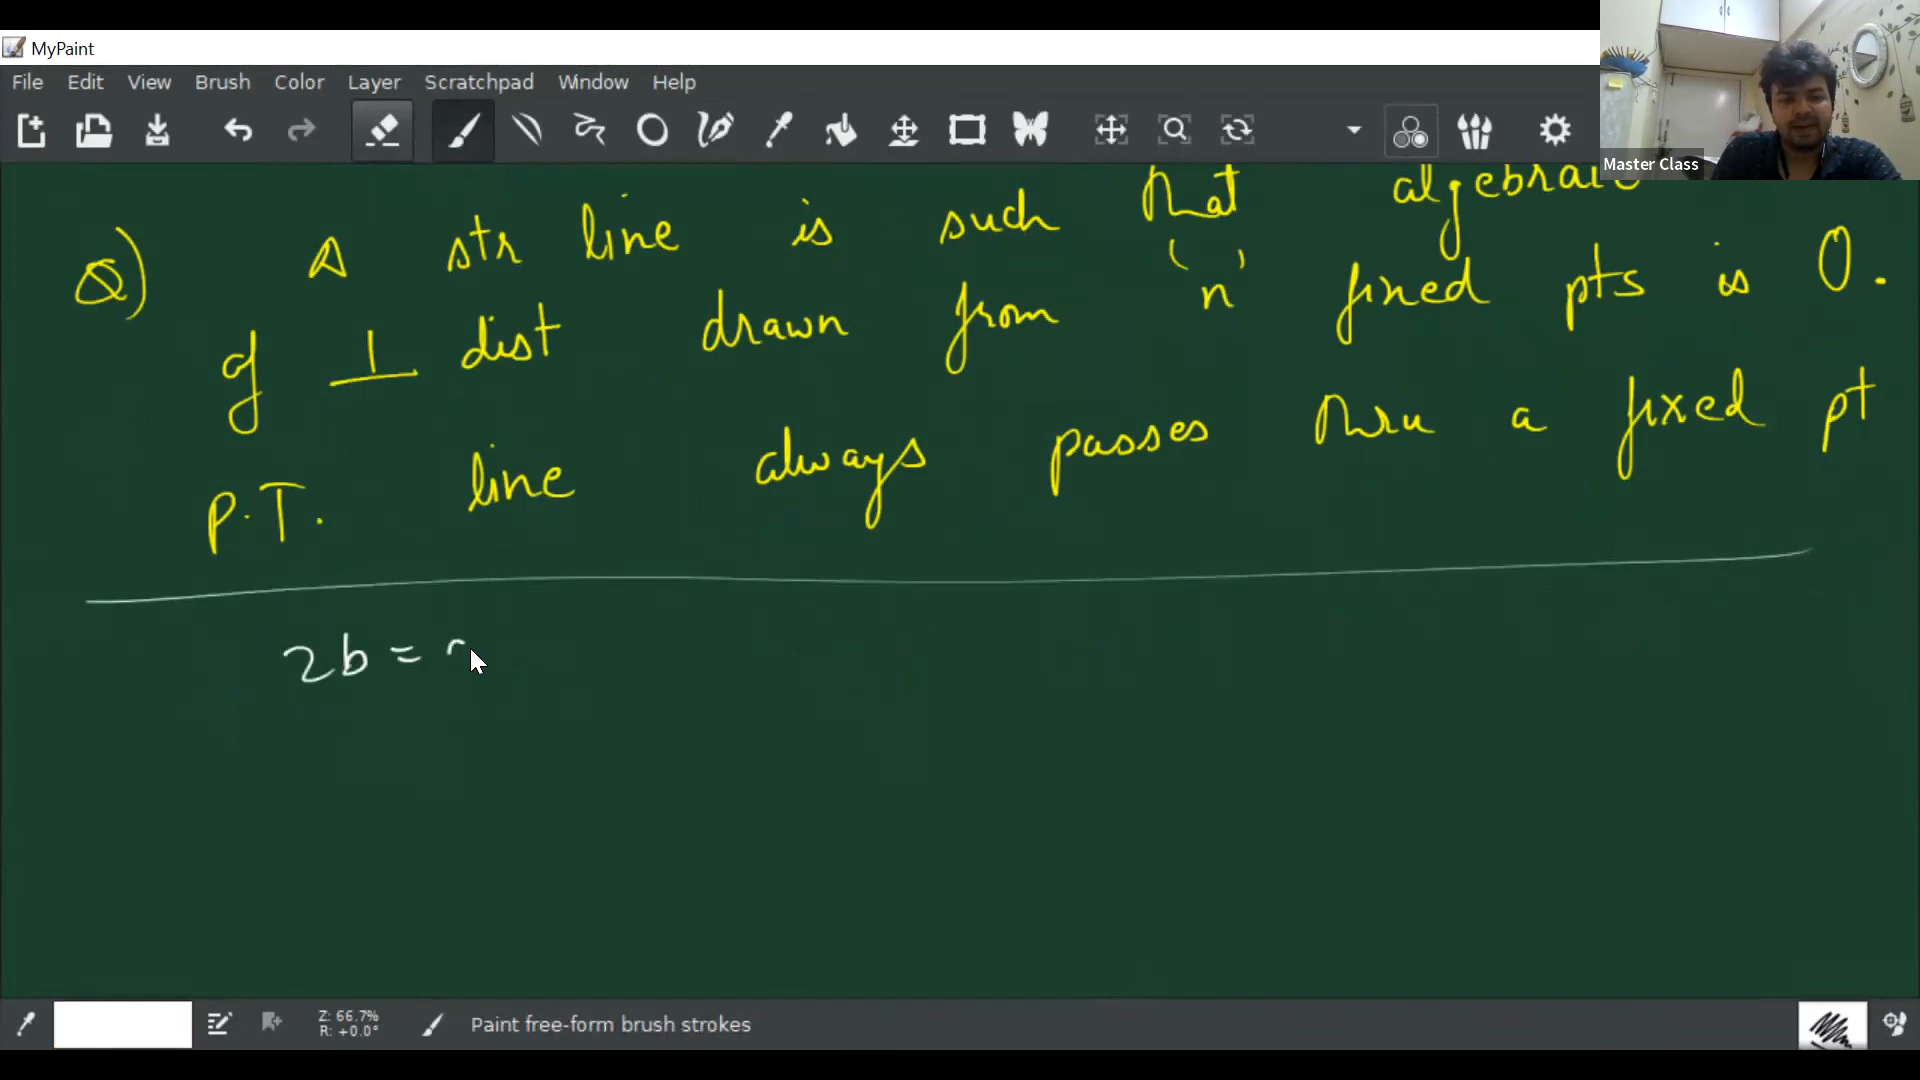 MyPaint
File Edit View Brush Color Layer Scratchpad Window Help
Master Class
Q) A str line is such that algebraic
of ⊥ dist drawn from 'n' fixed pts is 0.
P.T. line always passes thru a fixed pt
2b =
Z: 66.7%
R: +0.0°
Paint free-form brush strokes